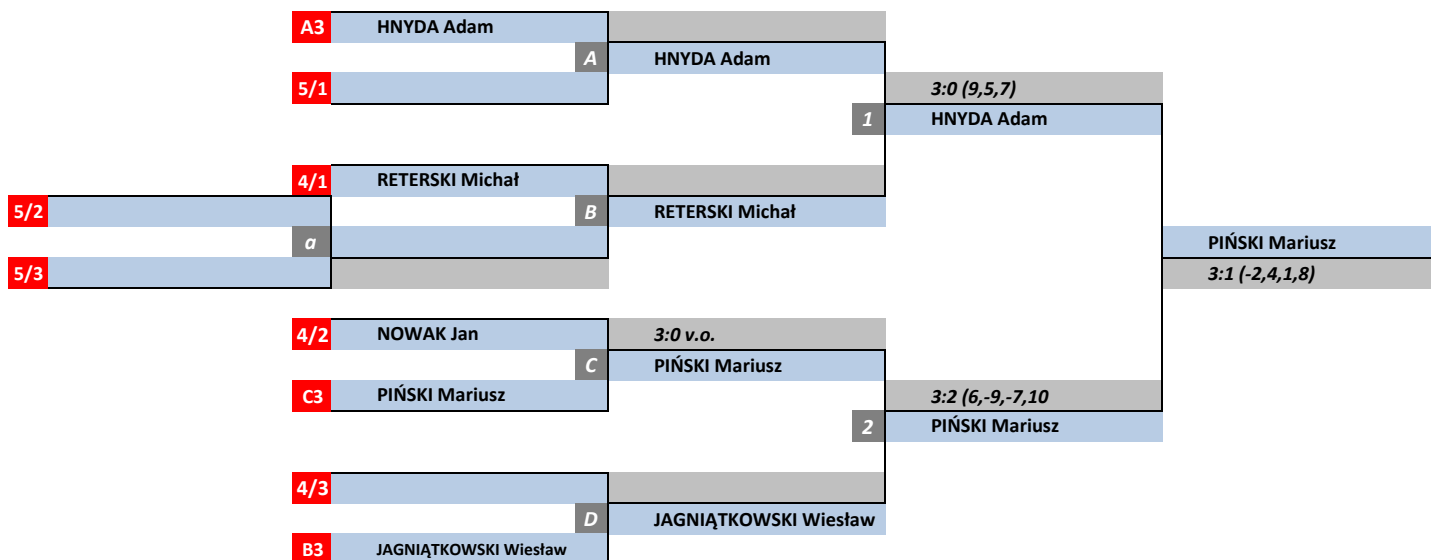 A3 HNYDA Adam
A HNYDA Adam
5/1 3:0 (9,5,7)
1 HNYDA Adam
4/1 RETERSKI Michał
5/2 B RETERSKI Michał
a PIŃSKI Mariusz
5/3 3:1 (-2,4,1,8)
4/2 NOWAK Jan 3:0 v.o.
C PIŃSKI Mariusz
C3 PIŃSKI Mariusz 3:2 (6,-9,-7,10
2 PIŃSKI Mariusz
4/3
D JAGNIĄTKOWSKI Wiesław
B3 JAGNIĄTKOWSKI Wiesław